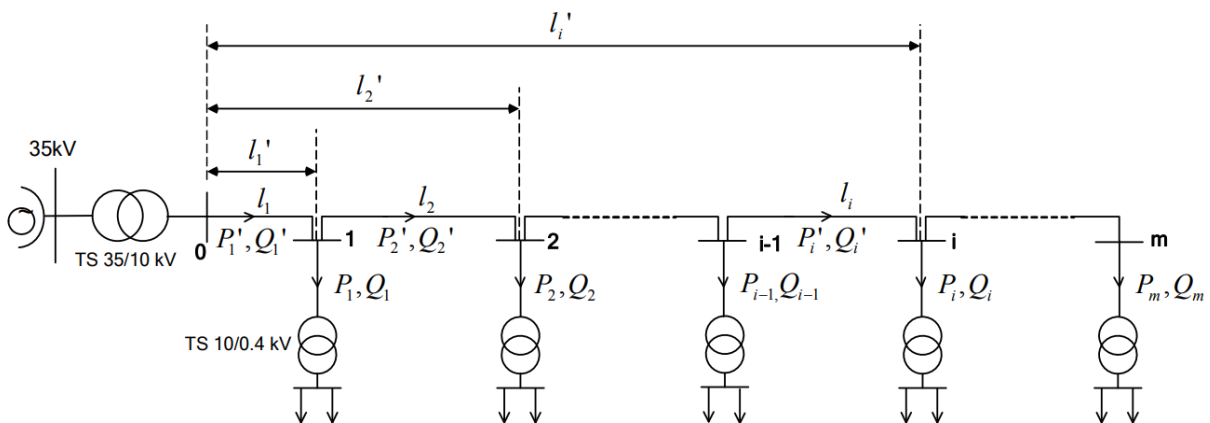 l_i'
l_2'
35kV
l_1'
l_1 l_2 l_i
0 P_1',Q_1' 1 P_2',Q_2' 2 i-1 P_i',Q_i' i m
TS 35/10 kV
P_1,Q_1 P_2,Q_2 P_{i-1,}Q_{i-1} P_i,Q_i P_m,Q_m
TS 10/0.4 kV